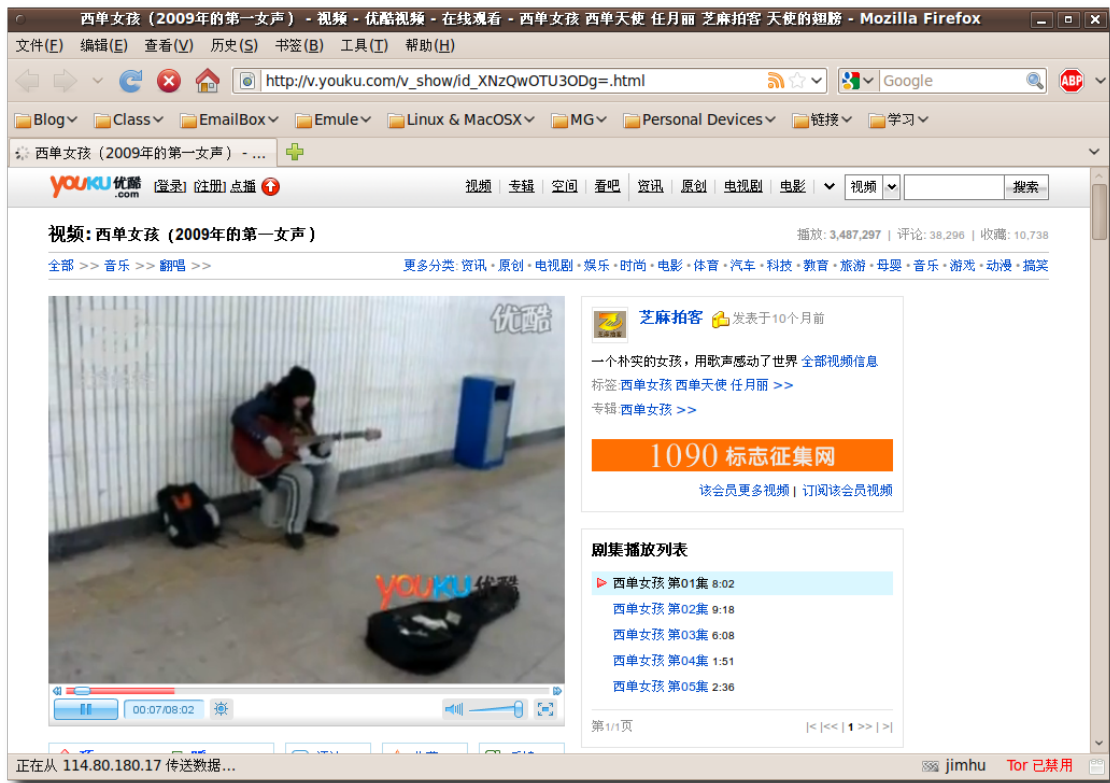 西单女孩（2009年的第一女声） - 视频 - 优酷视频 - 在线观看 - 西单女孩 西单天使 任月丽 芝麻拍客 天使的翅膀 - Mozilla Firefox
文件(F) 编辑(E) 查看(V) 历史(S) 书签(B) 工具(T) 帮助(H)
http://v.youku.com/v_show/id_XNzQwOTU3ODg=.html Google ABP
Blog Class EmailBox Emule Linux & MacOSX MG Personal Devices 链接 学习
西单女孩（2009年的第一女声） - ...
YOUKU 优酷 .com [登录] [注册] 点播 视频 专辑 空间 看吧 资讯 原创 电视剧 电影 视频 搜索
视频: 西单女孩（2009年的第一女声） 播放: 3,487,297 | 评论: 38,296 | 收藏: 10,738
全部 >> 音乐 >> 翻唱 >> 更多分类: 资讯 • 原创 • 电视剧 • 娱乐 • 时尚 • 电影 • 体育 • 汽车 • 科技 • 教育 • 旅游 • 母婴 • 音乐 • 游戏 • 动漫 • 搞笑
优酷
YOUKU 优酷
00:07/08:02
芝麻拍客 发表于10个月前
一个朴实的女孩，用歌声感动了世界 全部视频信息
标签:西单女孩 西单天使 任月丽 >>
专辑:西单女孩 >>
1090 标志征集网
该会员更多视频 | 订阅该会员视频
剧集播放列表
西单女孩 第01集 8:02
西单女孩 第02集 9:18
西单女孩 第03集 6:08
西单女孩 第04集 1:51
西单女孩 第05集 2:36
第1/1页 |< |<< | 1 >> | >|
正在从 114.80.180.17 传送数据... jimhu Tor 已禁用